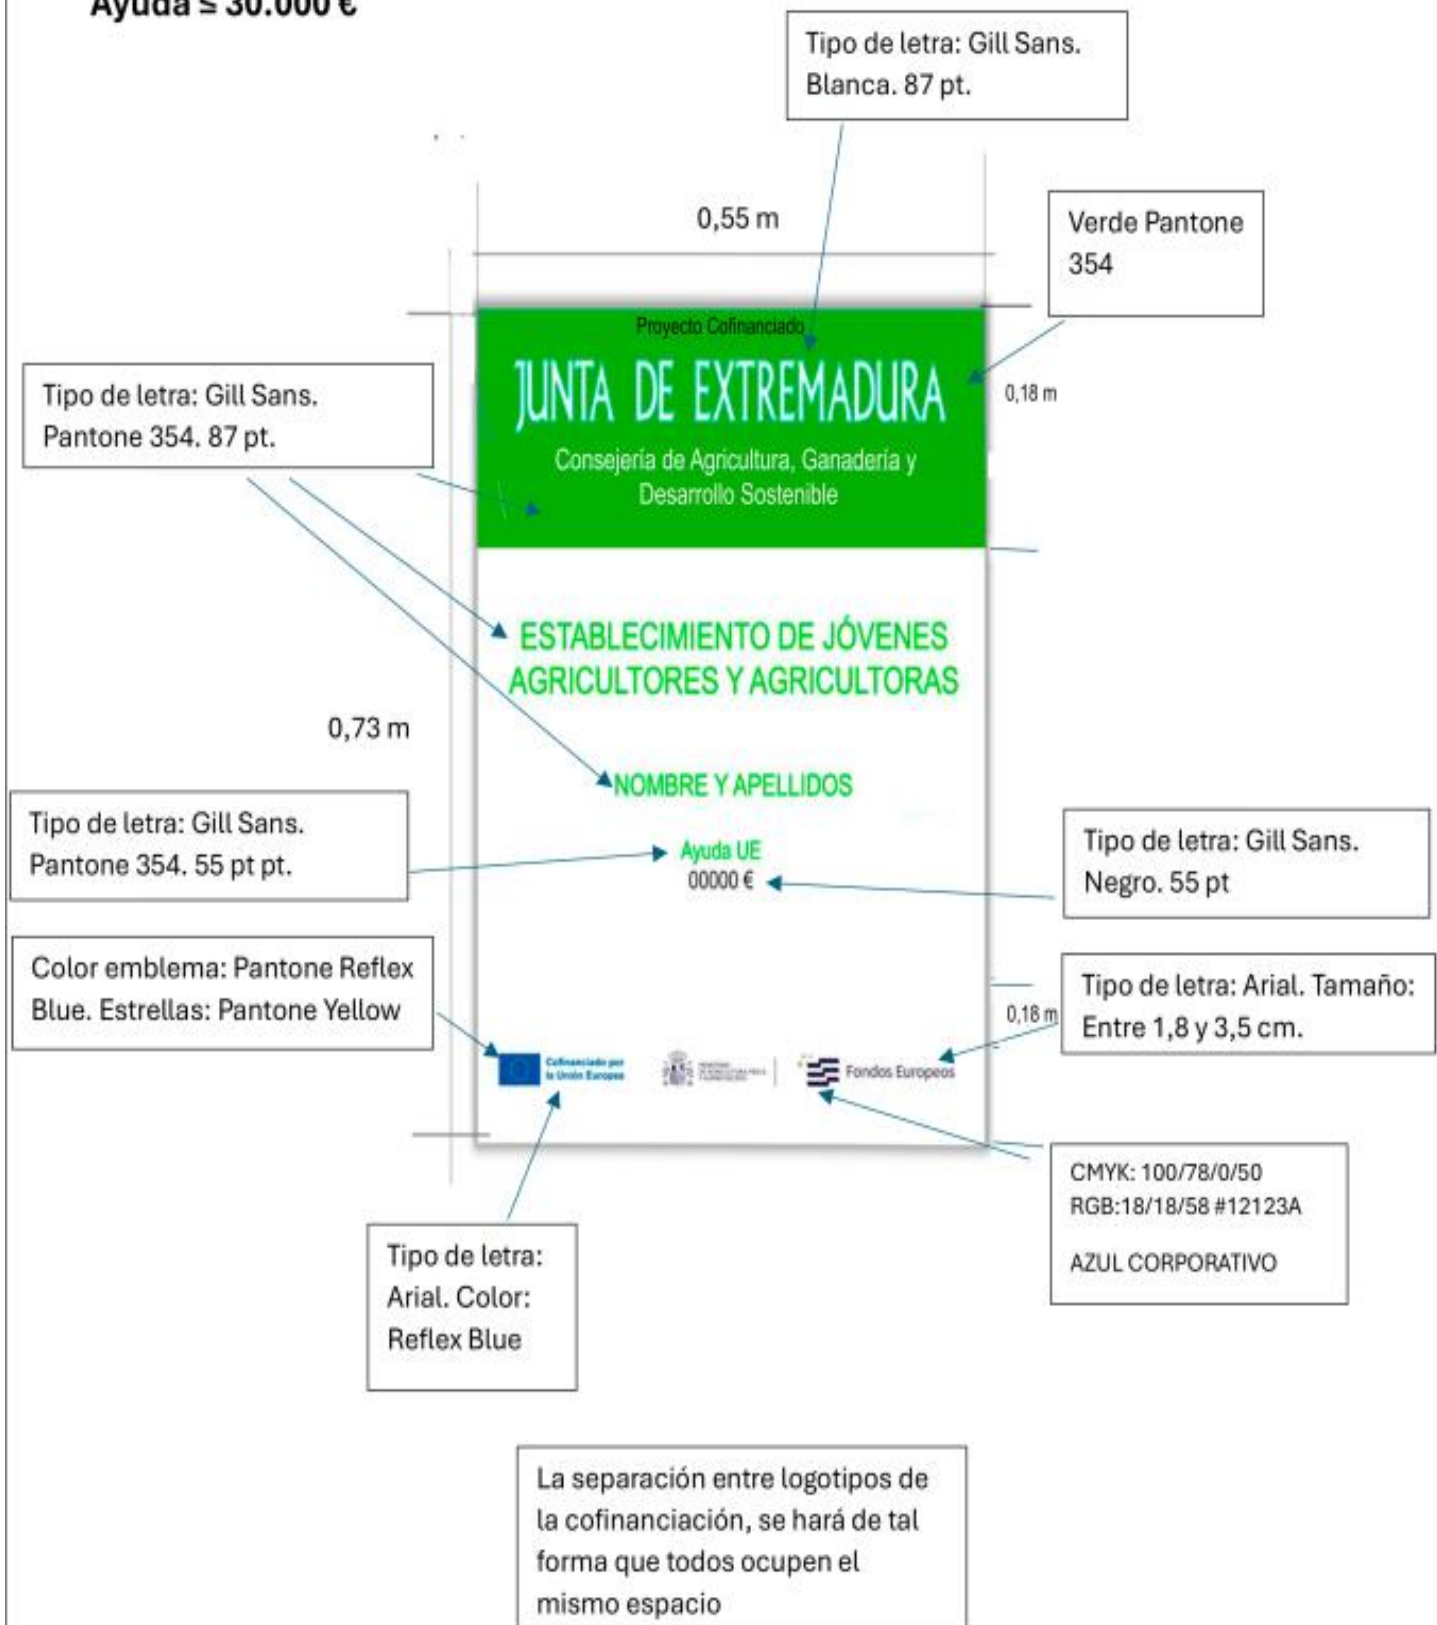 Ayuda ≤ 30.000 €
Tipo de letra: Gill Sans.
Blanca. 87 pt.
0,55 m
Verde Pantone
354
Proyecto Cofinanciado
JUNTA DE EXTREMADURA
0,18 m
Tipo de letra: Gill Sans.
Pantone 354. 87 pt.
Consejería de Agricultura, Ganadería y
Desarrollo Sostenible
ESTABLECIMIENTO DE JÓVENES
AGRICULTORES Y AGRICULTORAS
0,73 m
NOMBRE Y APELLIDOS
Tipo de letra: Gill Sans.
Pantone 354. 55 pt pt.
Ayuda UE
00000 €
Tipo de letra: Gill Sans.
Negro. 55 pt
Color emblema: Pantone Reflex
Blue. Estrellas: Pantone Yellow
Tipo de letra: Arial. Tamaño:
Entre 1,8 y 3,5 cm.
0,18 m
Cofinanciado por
la Unión Europea
Fondos Europeos
CMYK: 100/78/0/50
RGB:18/18/58 #12123A
AZUL CORPORATIVO
Tipo de letra:
Arial. Color:
Reflex Blue
La separación entre logotipos de
la cofinanciación, se hará de tal
forma que todos ocupen el
mismo espacio